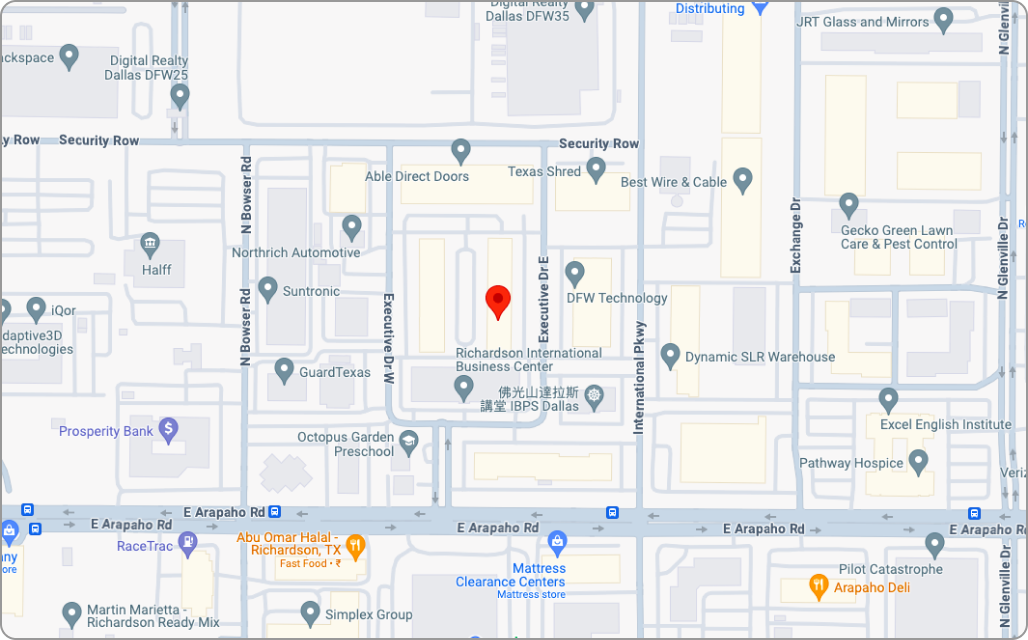 Digital Realty
Dallas DFW35
Distributing
JRT Glass and Mirrors
N Glenvil
ckspace
Digital Realty
Dallas DFW25
y Row
Security Row
Security Row
Able Direct Doors
Texas Shred
Best Wire & Cable
N Bowser Rd
Exchange Dr
Gecko Green Lawn
Care & Pest Control
N Glenville Dr
Northrich Automotive
Halff
Suntronic
iQor
daptive3D
echnologies
N Bowser Rd
Executive Dr W
Executive Dr E
DFW Technology
International Pkwy
Richardson International
Business Center
Dynamic SLR Warehouse
GuardTexas
佛光山達拉斯
講堂 IBPS Dallas
Prosperity Bank
Octopus Garden
Preschool
Excel English Institute
Pathway Hospice
Veriz
E Arapaho Rd
E Arapaho Rd
E Arapaho Rd
E Arapaho Rd
E Arapaho Ro
RaceTrac
Abu Omar Halal -
Richardson, TX
Fast Food • ₹
any
ore
Mattress
Clearance Centers
Mattress store
Pilot Catastrophe
Arapaho Deli
N Glenville Dr
Martin Marietta -
Richardson Ready Mix
Simplex Group